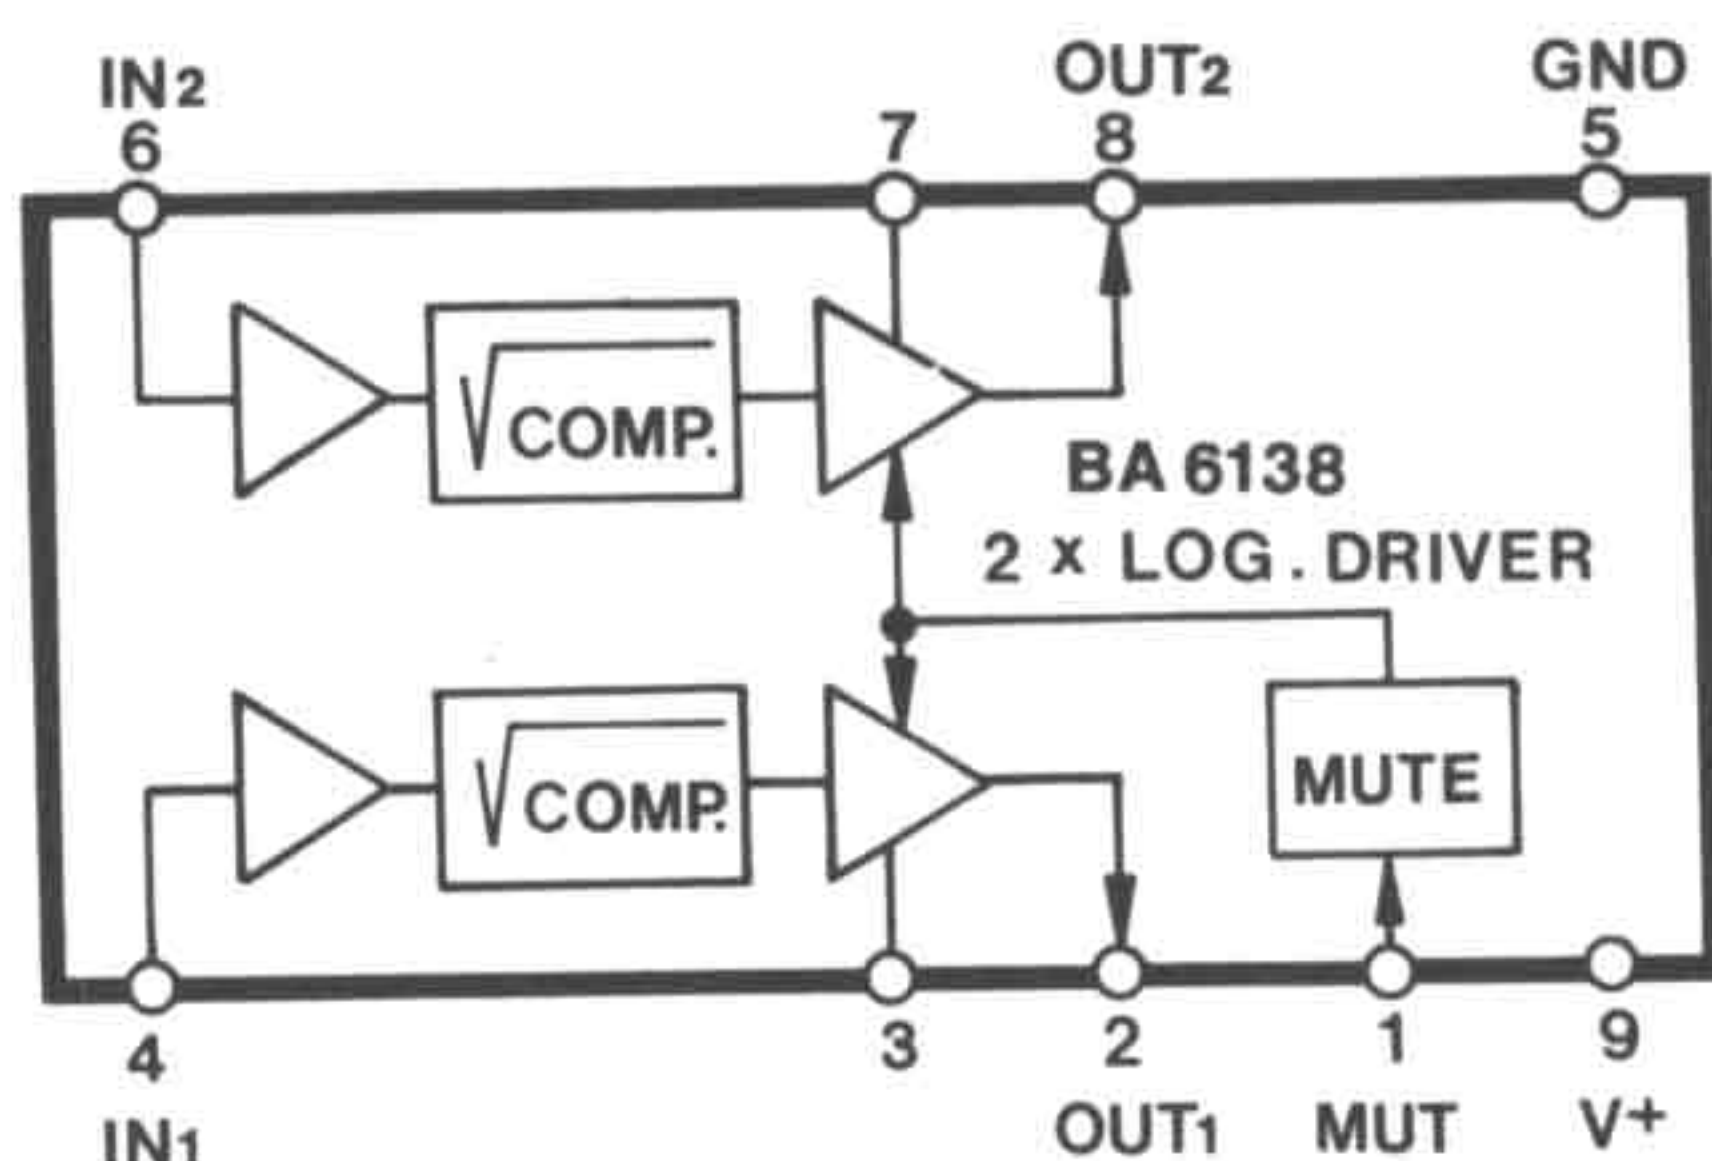 IN2
6
7
OUT2
8
GND
5
√COMP.
BA 6138
2 x LOG. DRIVER
√COMP.
MUTE
4
IN1
3
2
OUT1
1
MUT
9
V+